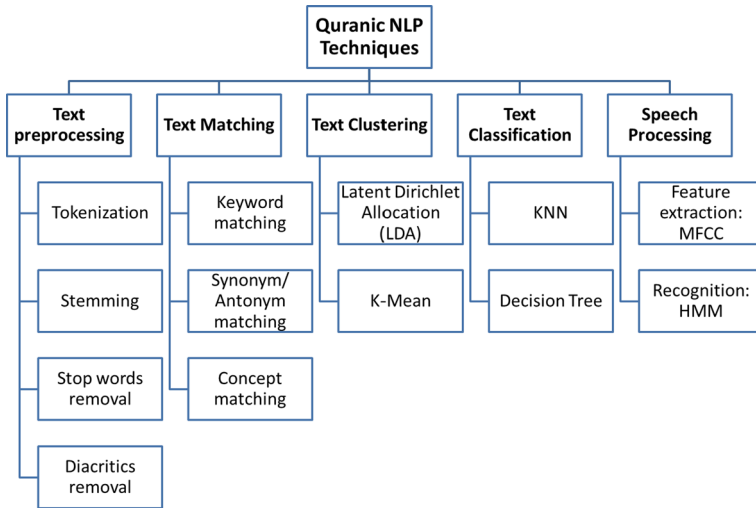 Quranic NLP
Techniques
Text
preprocessing
Text Matching
Text Clustering
Text
Classification
Speech
Processing
Tokenization
Stemming
Stop words
removal
Diacritics
removal
Keyword
matching
Synonym/
Antonym
matching
Concept
matching
Latent Dirichlet
Allocation
(LDA)
K-Mean
KNN
Decision Tree
Feature
extraction:
MFCC
Recognition:
HMM